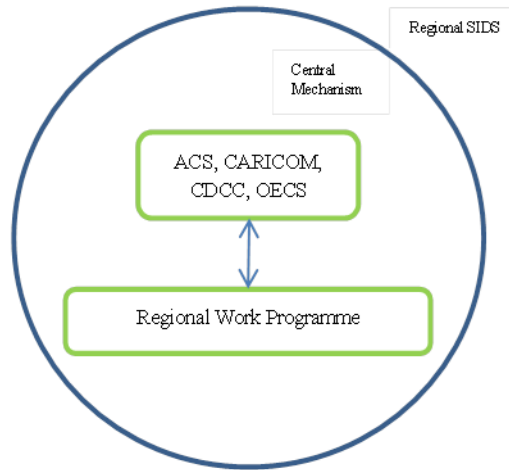 Regional SIDS
Central
Mechanism
ACS, CARICOM,
CDCC, OECS
Regional Work Programme